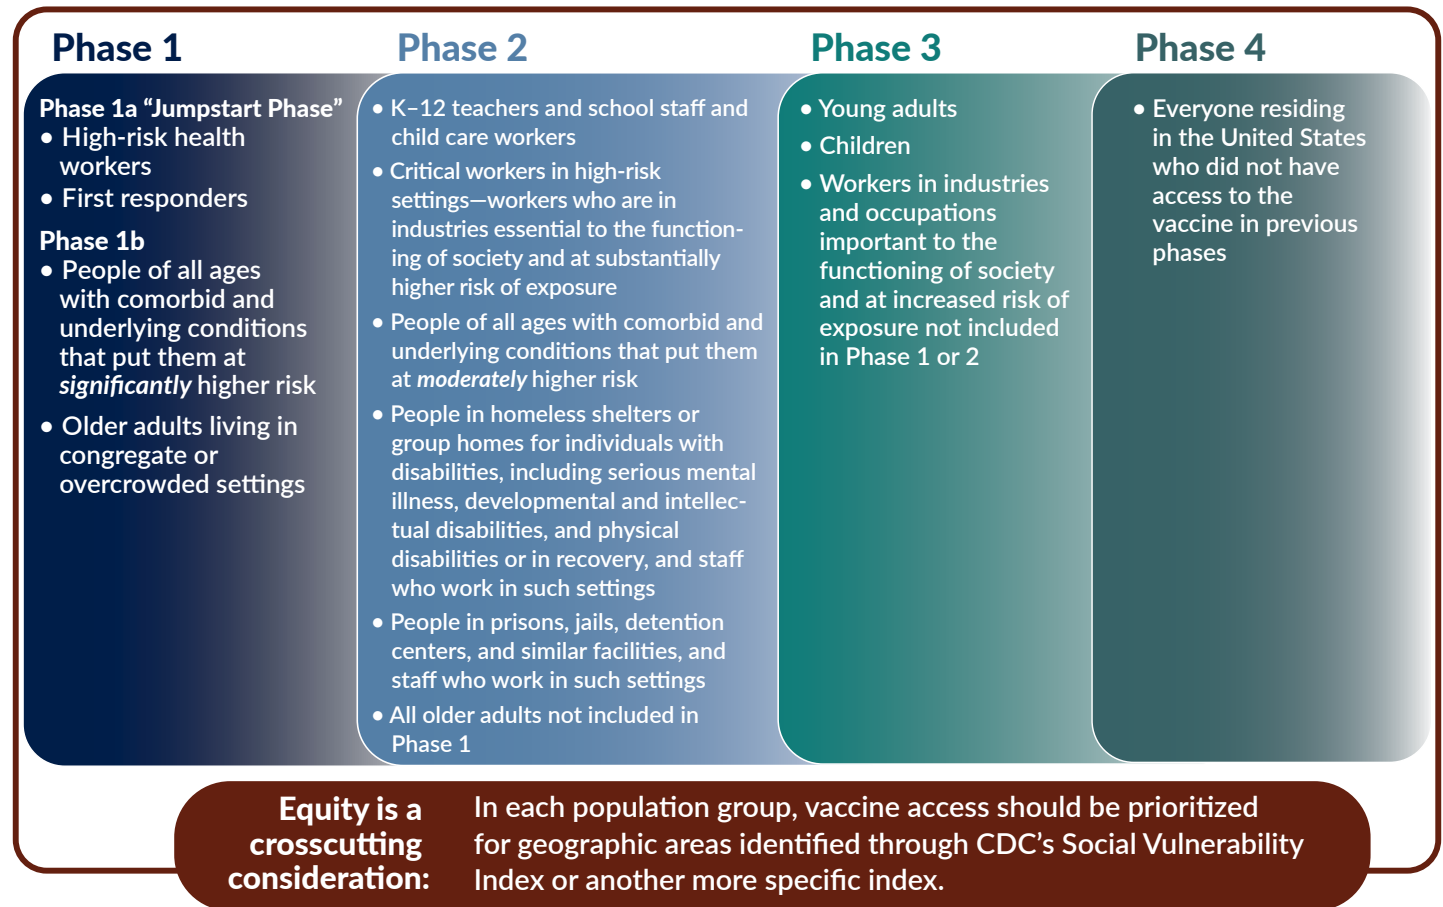 Phase 1
Phase 1a “Jumpstart Phase”
• High-risk health
workers
• First responders
Phase 1b
• People of all ages
with comorbid and
underlying conditions
that put them at
significantly higher risk
• Older adults living in
congregate or
overcrowded settings
Phase 2
• K–12 teachers and school staff and
child care workers
• Critical workers in high-risk
settings—workers who are in
industries essential to the function-
ing of society and at substantially
higher risk of exposure
• People of all ages with comorbid and
underlying conditions that put them
at moderately higher risk
• People in homeless shelters or
group homes for individuals with
disabilities, including serious mental
illness, developmental and intellec-
tual disabilities, and physical
disabilities or in recovery, and staff
who work in such settings
• People in prisons, jails, detention
centers, and similar facilities, and
staff who work in such settings
• All older adults not included in
Phase 1
Phase 3
• Young adults
• Children
• Workers in industries
and occupations
important to the
functioning of society
and at increased risk of
exposure not included
in Phase 1 or 2
Phase 4
• Everyone residing
in the United States
who did not have
access to the
vaccine in previous
phases
Equity is a
crosscutting
consideration:
In each population group, vaccine access should be prioritized
for geographic areas identified through CDC’s Social Vulnerability
Index or another more specific index.